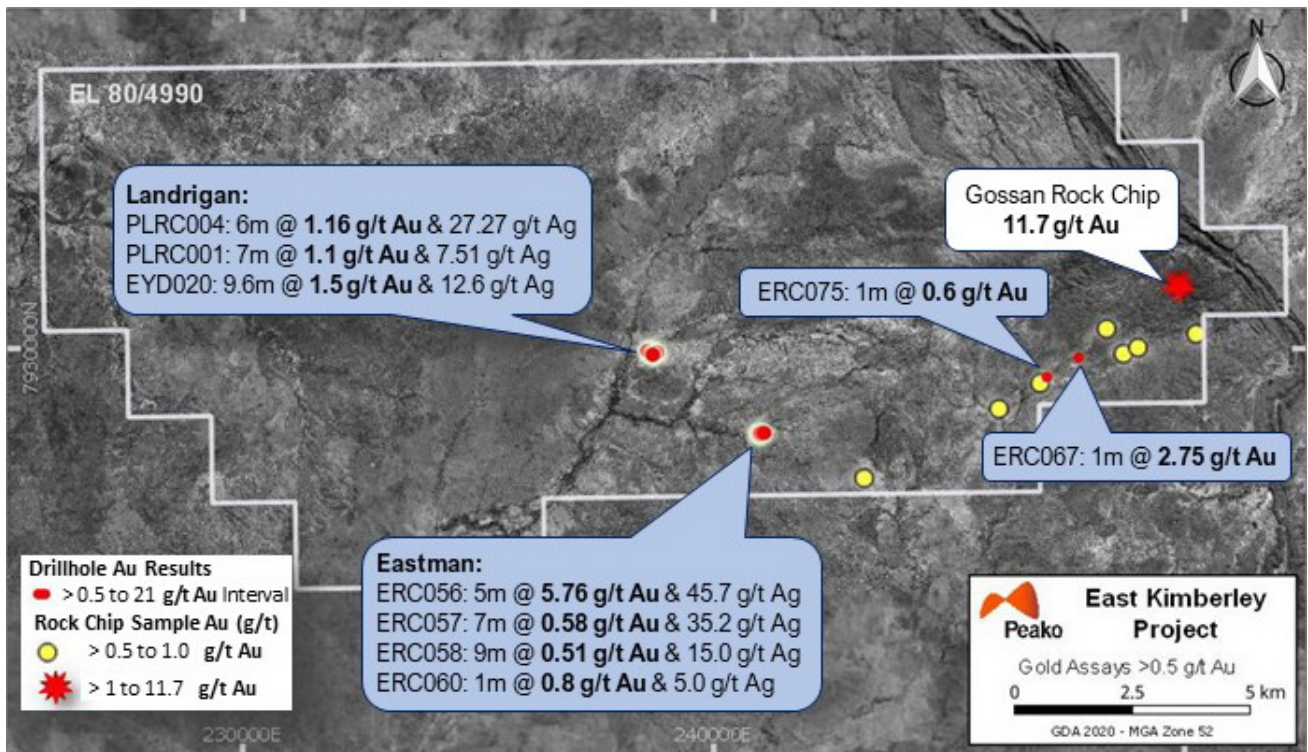 N
EL 80/4990
Landrigan:
PLRC004: 6m @ 1.16 g/t Au & 27.27 g/t Ag
PLRC001: 7m @ 1.1 g/t Au & 7.51 g/t Ag
EYD020: 9.6m @ 1.5 g/t Au & 12.6 g/t Ag
Gossan Rock Chip
11.7 g/t Au
ERC075: 1m @ 0.6 g/t Au
7930000N
ERC067: 1m @ 2.75 g/t Au
Eastman:
ERC056: 5m @ 5.76 g/t Au & 45.7 g/t Ag
ERC057: 7m @ 0.58 g/t Au & 35.2 g/t Ag
ERC058: 9m @ 0.51 g/t Au & 15.0 g/t Ag
ERC060: 1m @ 0.8 g/t Au & 5.0 g/t Ag
Drillhole Au Results
> 0.5 to 21 g/t Au Interval
Rock Chip Sample Au (g/t)
> 0.5 to 1.0 g/t Au
> 1 to 11.7 g/t Au
230000E
240000E
Peako
East Kimberley
Project
Gold Assays >0.5 g/t Au
0 2.5 5 km
GDA 2020 - MGA Zone 52